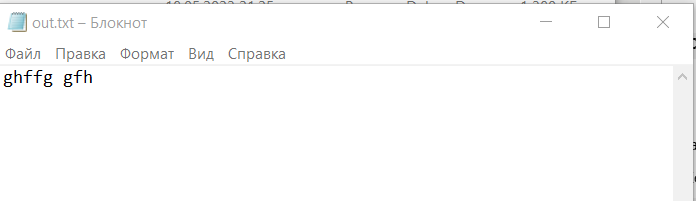 out.txt – Блокнот
Файл Правка Формат Вид Справка
ghffg gfh